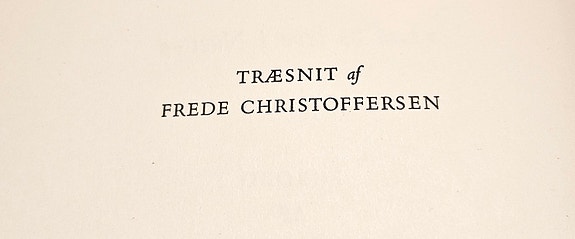 TRÆSNIT af
FREDE CHRISTOFFERSEN